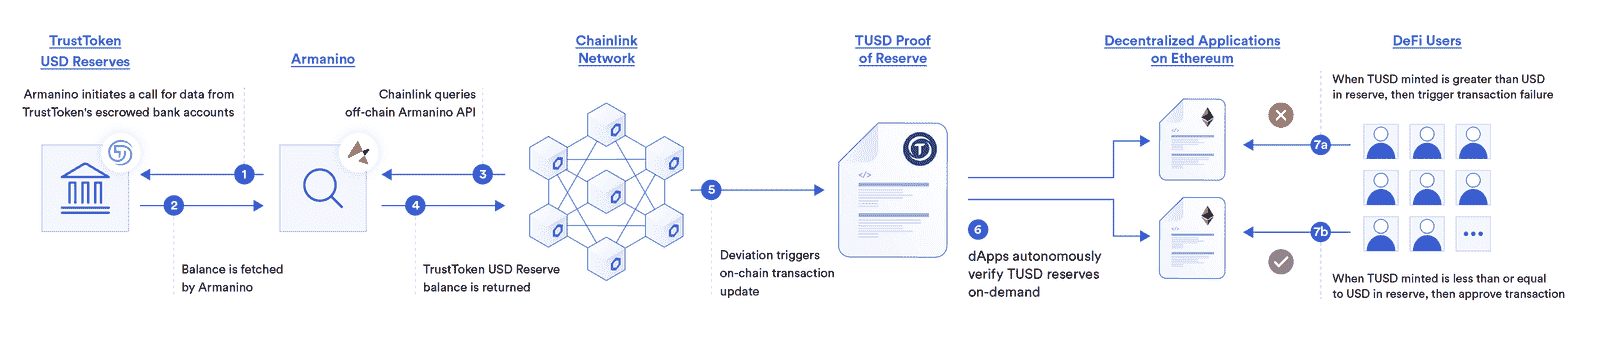 TrustToken
USD Reserves
Armanino initiates a call for data from
TrustToken's escrowed bank accounts
1
2
Balance is fetched
by Armanino
Armanino
Chainlink queries
off-chain Armanino API
3
4
TrustToken USD Reserve
balance is returned
Chainlink
Network
5
Deviation triggers
on-chain transaction
update
TUSD Proof
of Reserve
T
</>
6
dApps autonomously
verify TUSD reserves
on-demand
Decentralized Applications
on Ethereum
</>
</>
DeFi Users
When TUSD minted is greater than USD
in reserve, then trigger transaction failure
7a
7b
When TUSD minted is less than or equal
to USD in reserve, then approve transaction